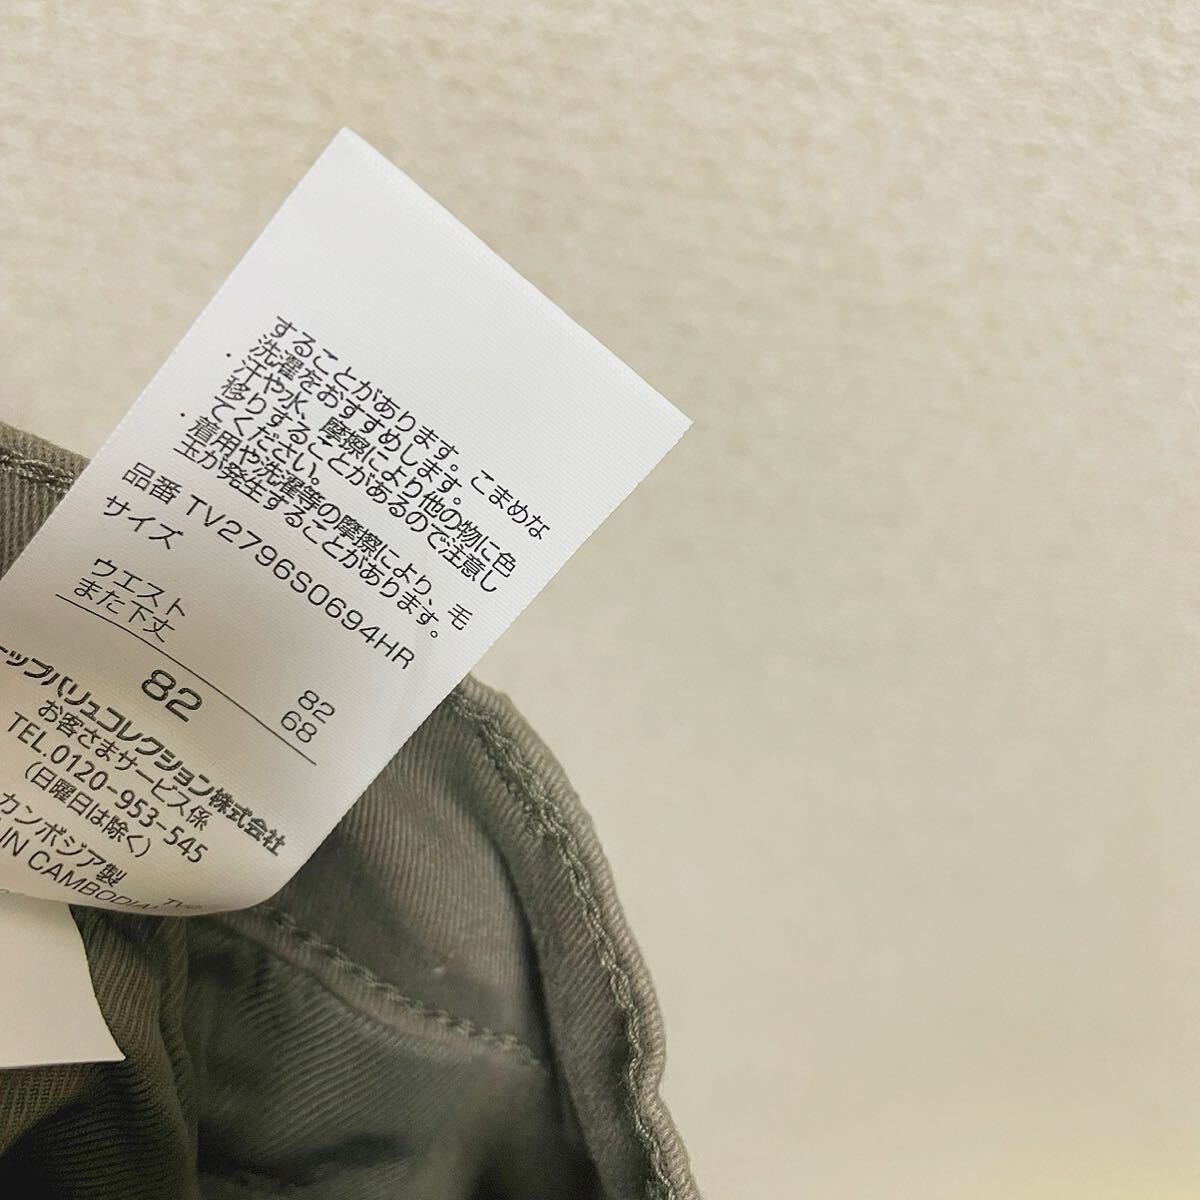 することがあります。こまめな
洗濯をおすすめします。
・汗や水、摩擦により他の物に色
移りすることがあるので注意し
てください。
・着用や洗濯等の摩擦により、毛
玉が発生することがあります。
品番 TV2796S0694HR
サイズ
ウエスト 82
また下丈 68
82
ップバリュコレクション株式会社
お客さまサービス係
TEL.0120-953-545
(日曜日は除く)
カンボジア製
IN CAMBODIA